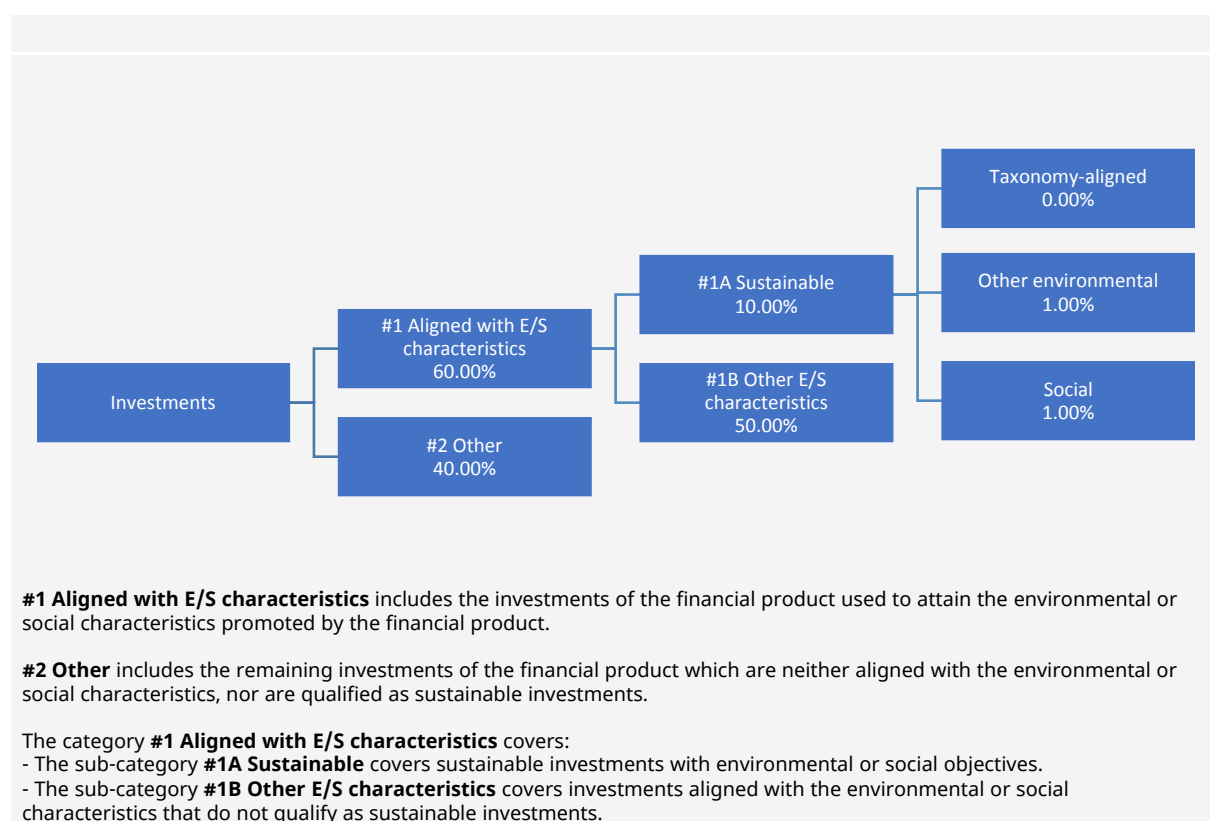 Investments
#1 Aligned with E/S
characteristics
60.00%
#2 Other
40.00%
#1A Sustainable
10.00%
#1B Other E/S
characteristics
50.00%
Taxonomy-aligned
0.00%
Other environmental
1.00%
Social
1.00%
#1 Aligned with E/S characteristics includes the investments of the financial product used to attain the environmental or
social characteristics promoted by the financial product.
#2 Other includes the remaining investments of the financial product which are neither aligned with the environmental or
social characteristics, nor are qualified as sustainable investments.
The category #1 Aligned with E/S characteristics covers:
- The sub-category #1A Sustainable covers sustainable investments with environmental or social objectives.
- The sub-category #1B Other E/S characteristics covers investments aligned with the environmental or social
characteristics that do not qualify as sustainable investments.